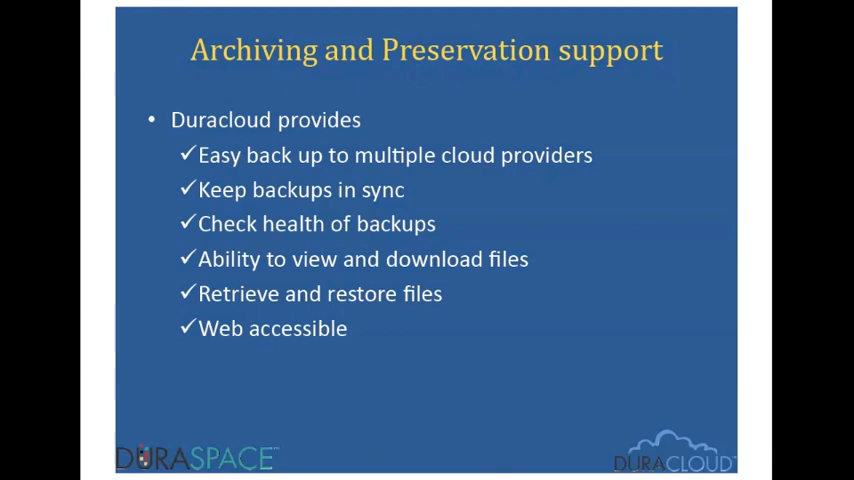 Archiving and Preservation support
• Duracloud provides
✓Easy back up to multiple cloud providers
✓Keep backups in sync
✓Check health of backups
✓Ability to view and download files
✓Retrieve and restore files
✓Web accessible
DURASPACE
DURACLOUD